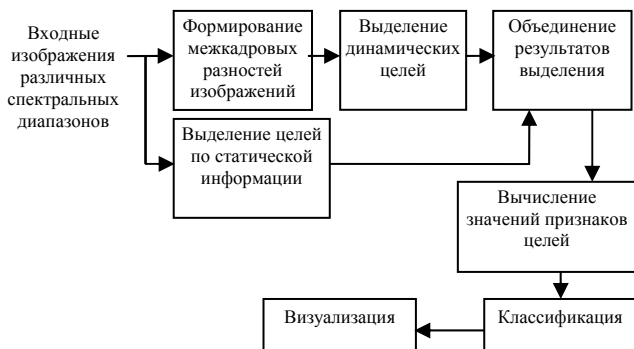 Входные
изображения
различных
спектральных
диапазонов
Формирование
межкадровых
разностей
изображений
Выделение
динамических
целей
Объединение
результатов
выделения
Выделение целей
по статической
информации
Вычисление
значений признаков
целей
Визуализация
Классификация